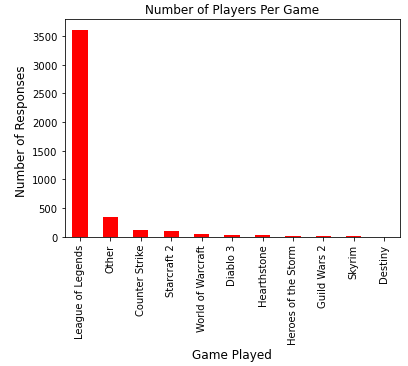 Number of Players Per Game
Number of Responses
3500
3000
2500
2000
1500
1000
500
0
League of Legends
Other
Counter Strike
Starcraft 2
World of Warcraft
Diablo 3
Hearthstone
Heroes of the Storm
Guild Wars 2
Skyrim
Destiny
Game Played